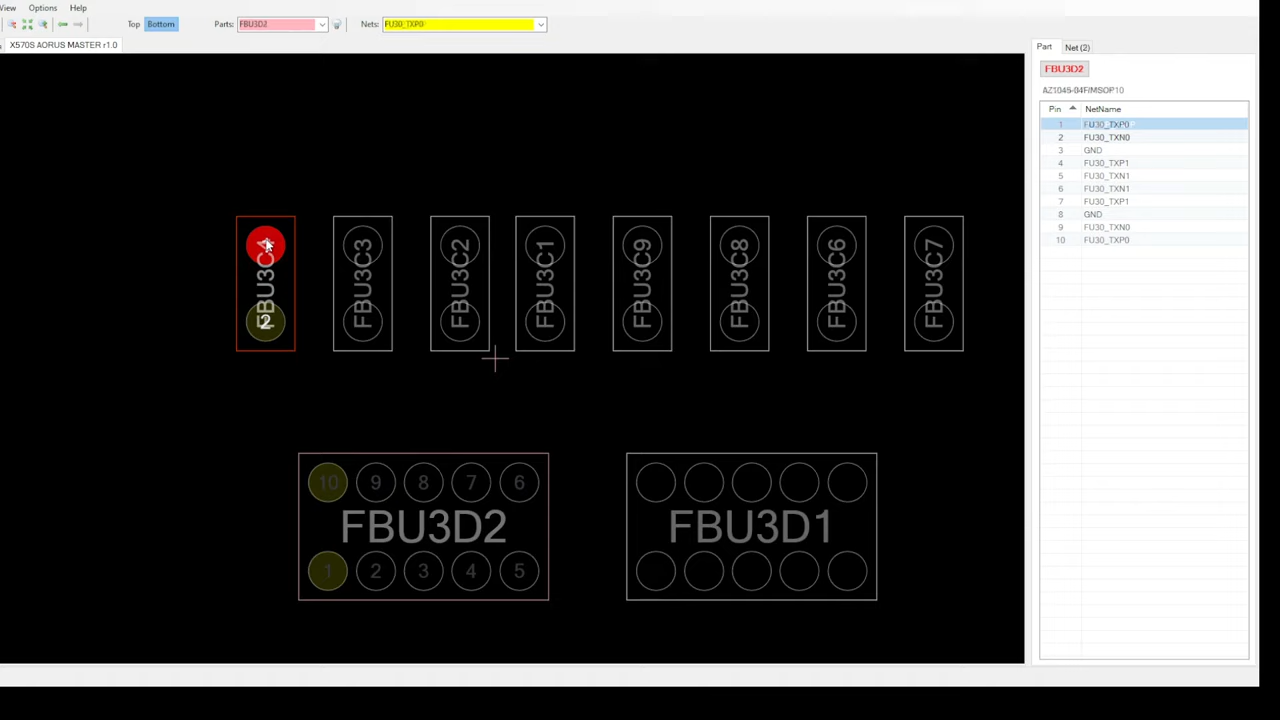 View Options Help
Top Bottom Parts: FBU3D2 Nets: FU30_TXP0
X570S AORUS MASTER r1.0
Part Net (2)
FBU3D2
AZ1045-04F/MSOP10
Pin NetName
1 FU30_TXP0
2 FU30_TXN0
3 GND
4 FU30_TXP1
5 FU30_TXN1
6 FU30_TXN1
7 FU30_TXP1
8 GND
9 FU30_TXN0
10 FU30_TXP0
FBU3C4
2
FBU3C3
FBU3C2
FBU3C1
FBU3C9
FBU3C8
FBU3C6
FBU3C7
10 9 8 7 6
FBU3D2
1 2 3 4 5
FBU3D1